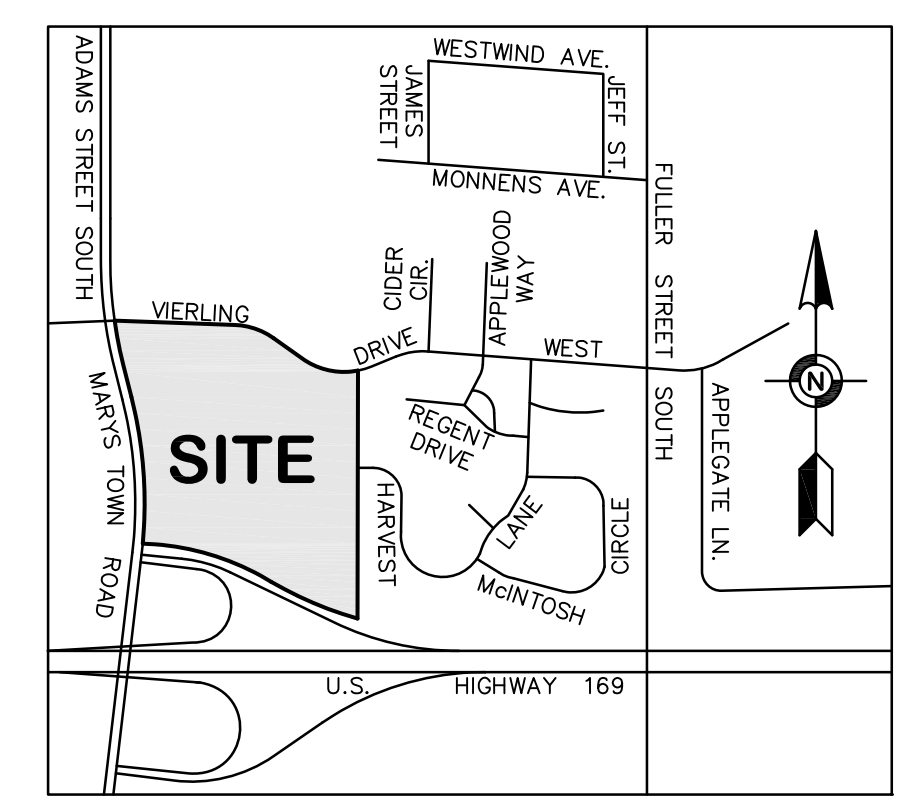 ADAMS STREET SOUTH
WESTWIND AVE.
JAMES
STREET
JEFF ST.
MONNENS AVE.
FULLER STREET SOUTH
CIDER
CIR.
APPLEWOOD
WAY
VIERLING
DRIVE
WEST
MARYS TOWN ROAD
SITE
REGENT
DRIVE
HARVEST
LANE
CIRCLE
McINTOSH
APPLEGATE LN.
N
U.S. HIGHWAY 169